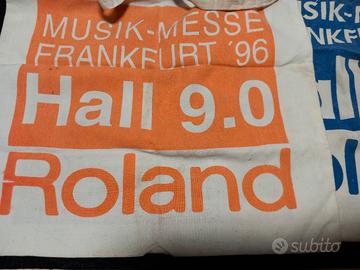 MUSIK-MESSE
FRANKFURT '96
Hall 9.0
Roland
subito